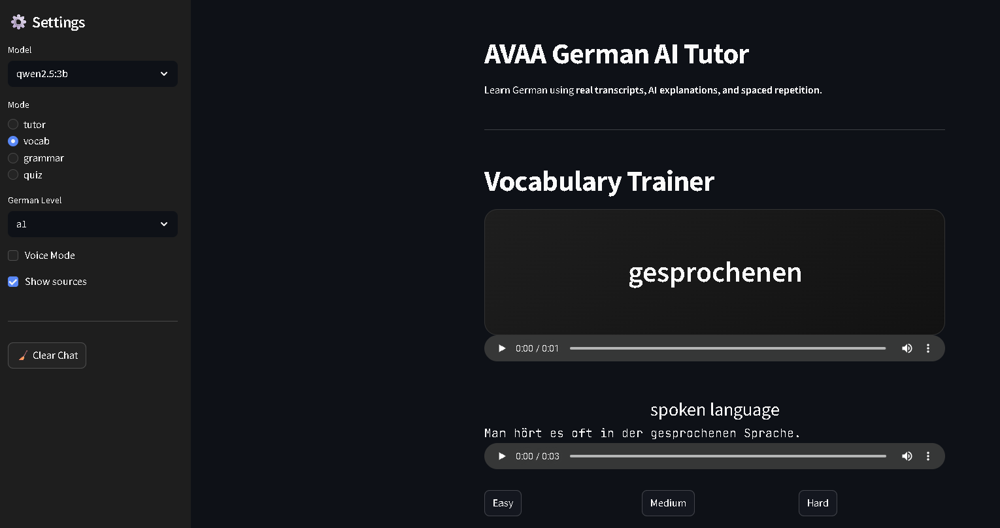 Settings
Model
qwen2.5:3b
Mode
tutor
vocab
grammar
quiz
German Level
a1
Voice Mode
Show sources
Clear Chat
AVAA German AI Tutor
Learn German using real transcripts, AI explanations, and spaced repetition.
Vocabulary Trainer
gesprochenen
0:00 / 0:01
spoken language
Man hört es oft in der gesprochenen Sprache.
0:00 / 0:03
Easy Medium Hard